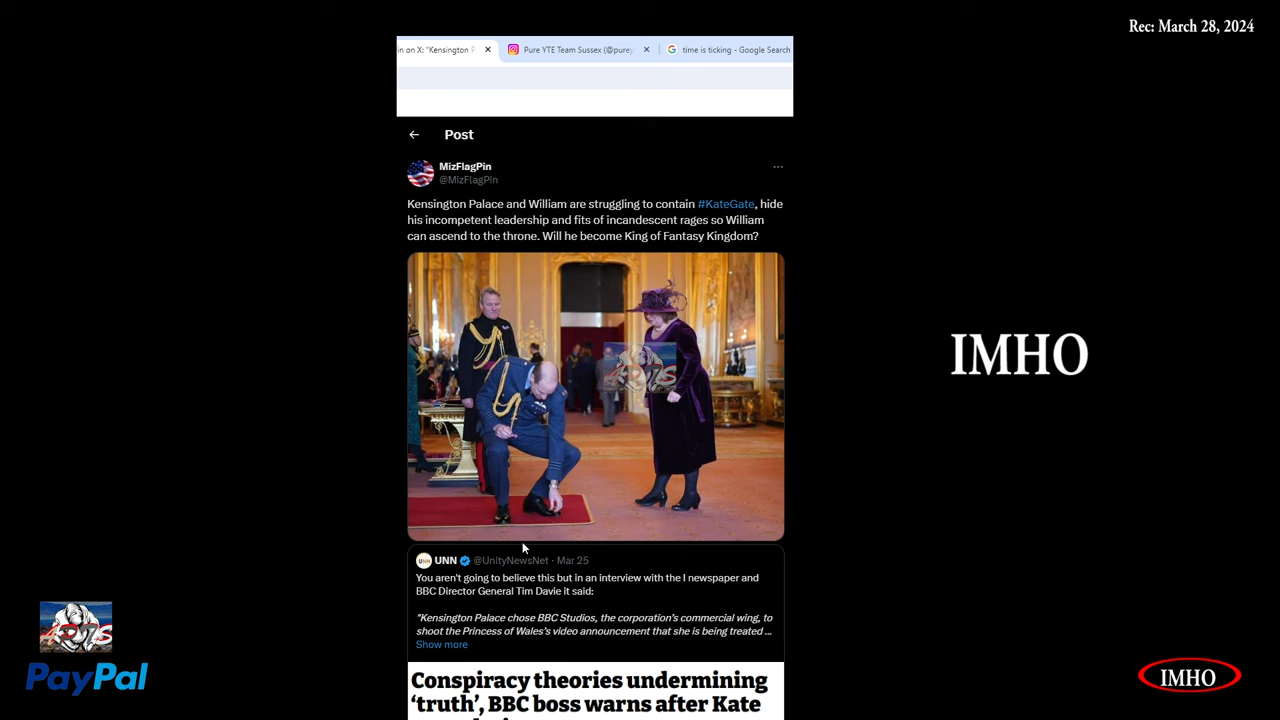 Rec: March 28, 2024
in on X: "Kensington P
Pure YTE Team Sussex (@purey
time is ticking - Google Search
Post
MizFlagPin
@MizFlagPin
Kensington Palace and William are struggling to contain #KateGate, hide
his incompetent leadership and fits of incandescent rages so William
can ascend to the throne. Will he become King of Fantasy Kingdom?
IMHO
UNN @UnityNewsNet · Mar 25
You aren't going to believe this but in an interview with the I newspaper and
BBC Director General Tim Davie it said:
"Kensington Palace chose BBC Studios, the corporation's commercial wing, to
shoot the Princess of Wales's video announcement that she is being treated ...
Show more
Conspiracy theories undermining
'truth', BBC boss warns after Kate
PayPal
IMHO